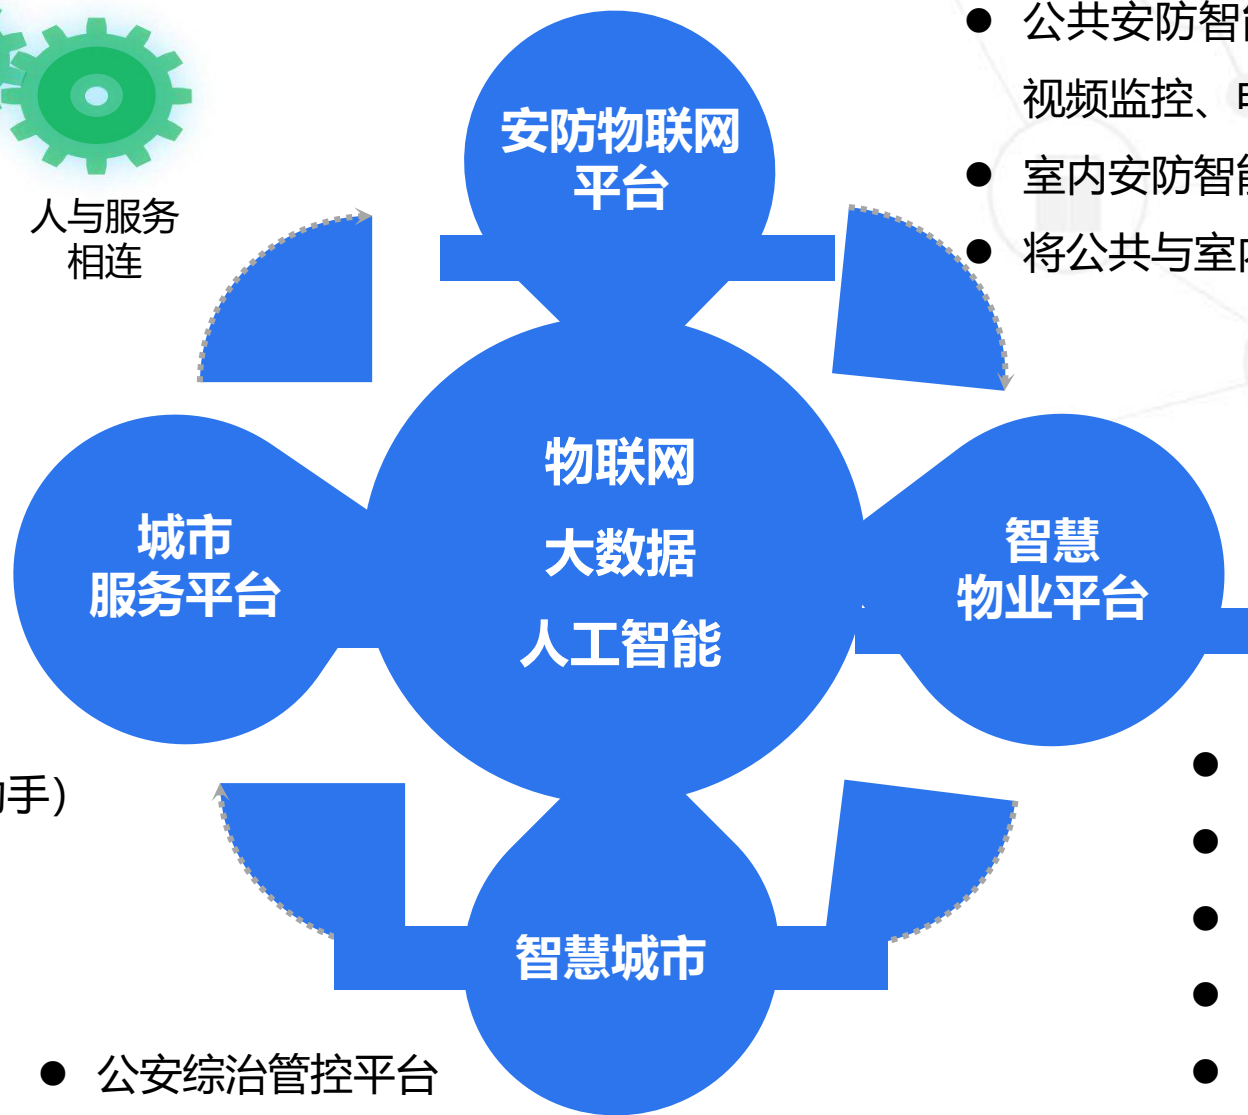 公共安防智能
视频监控、
室内安防智能
将公共与室内
人与服务
相连
安防物联网
平台
物联网
大数据
人工智能
城市
服务平台
智慧
物业平台
手）
智慧城市
公安综治管控平台